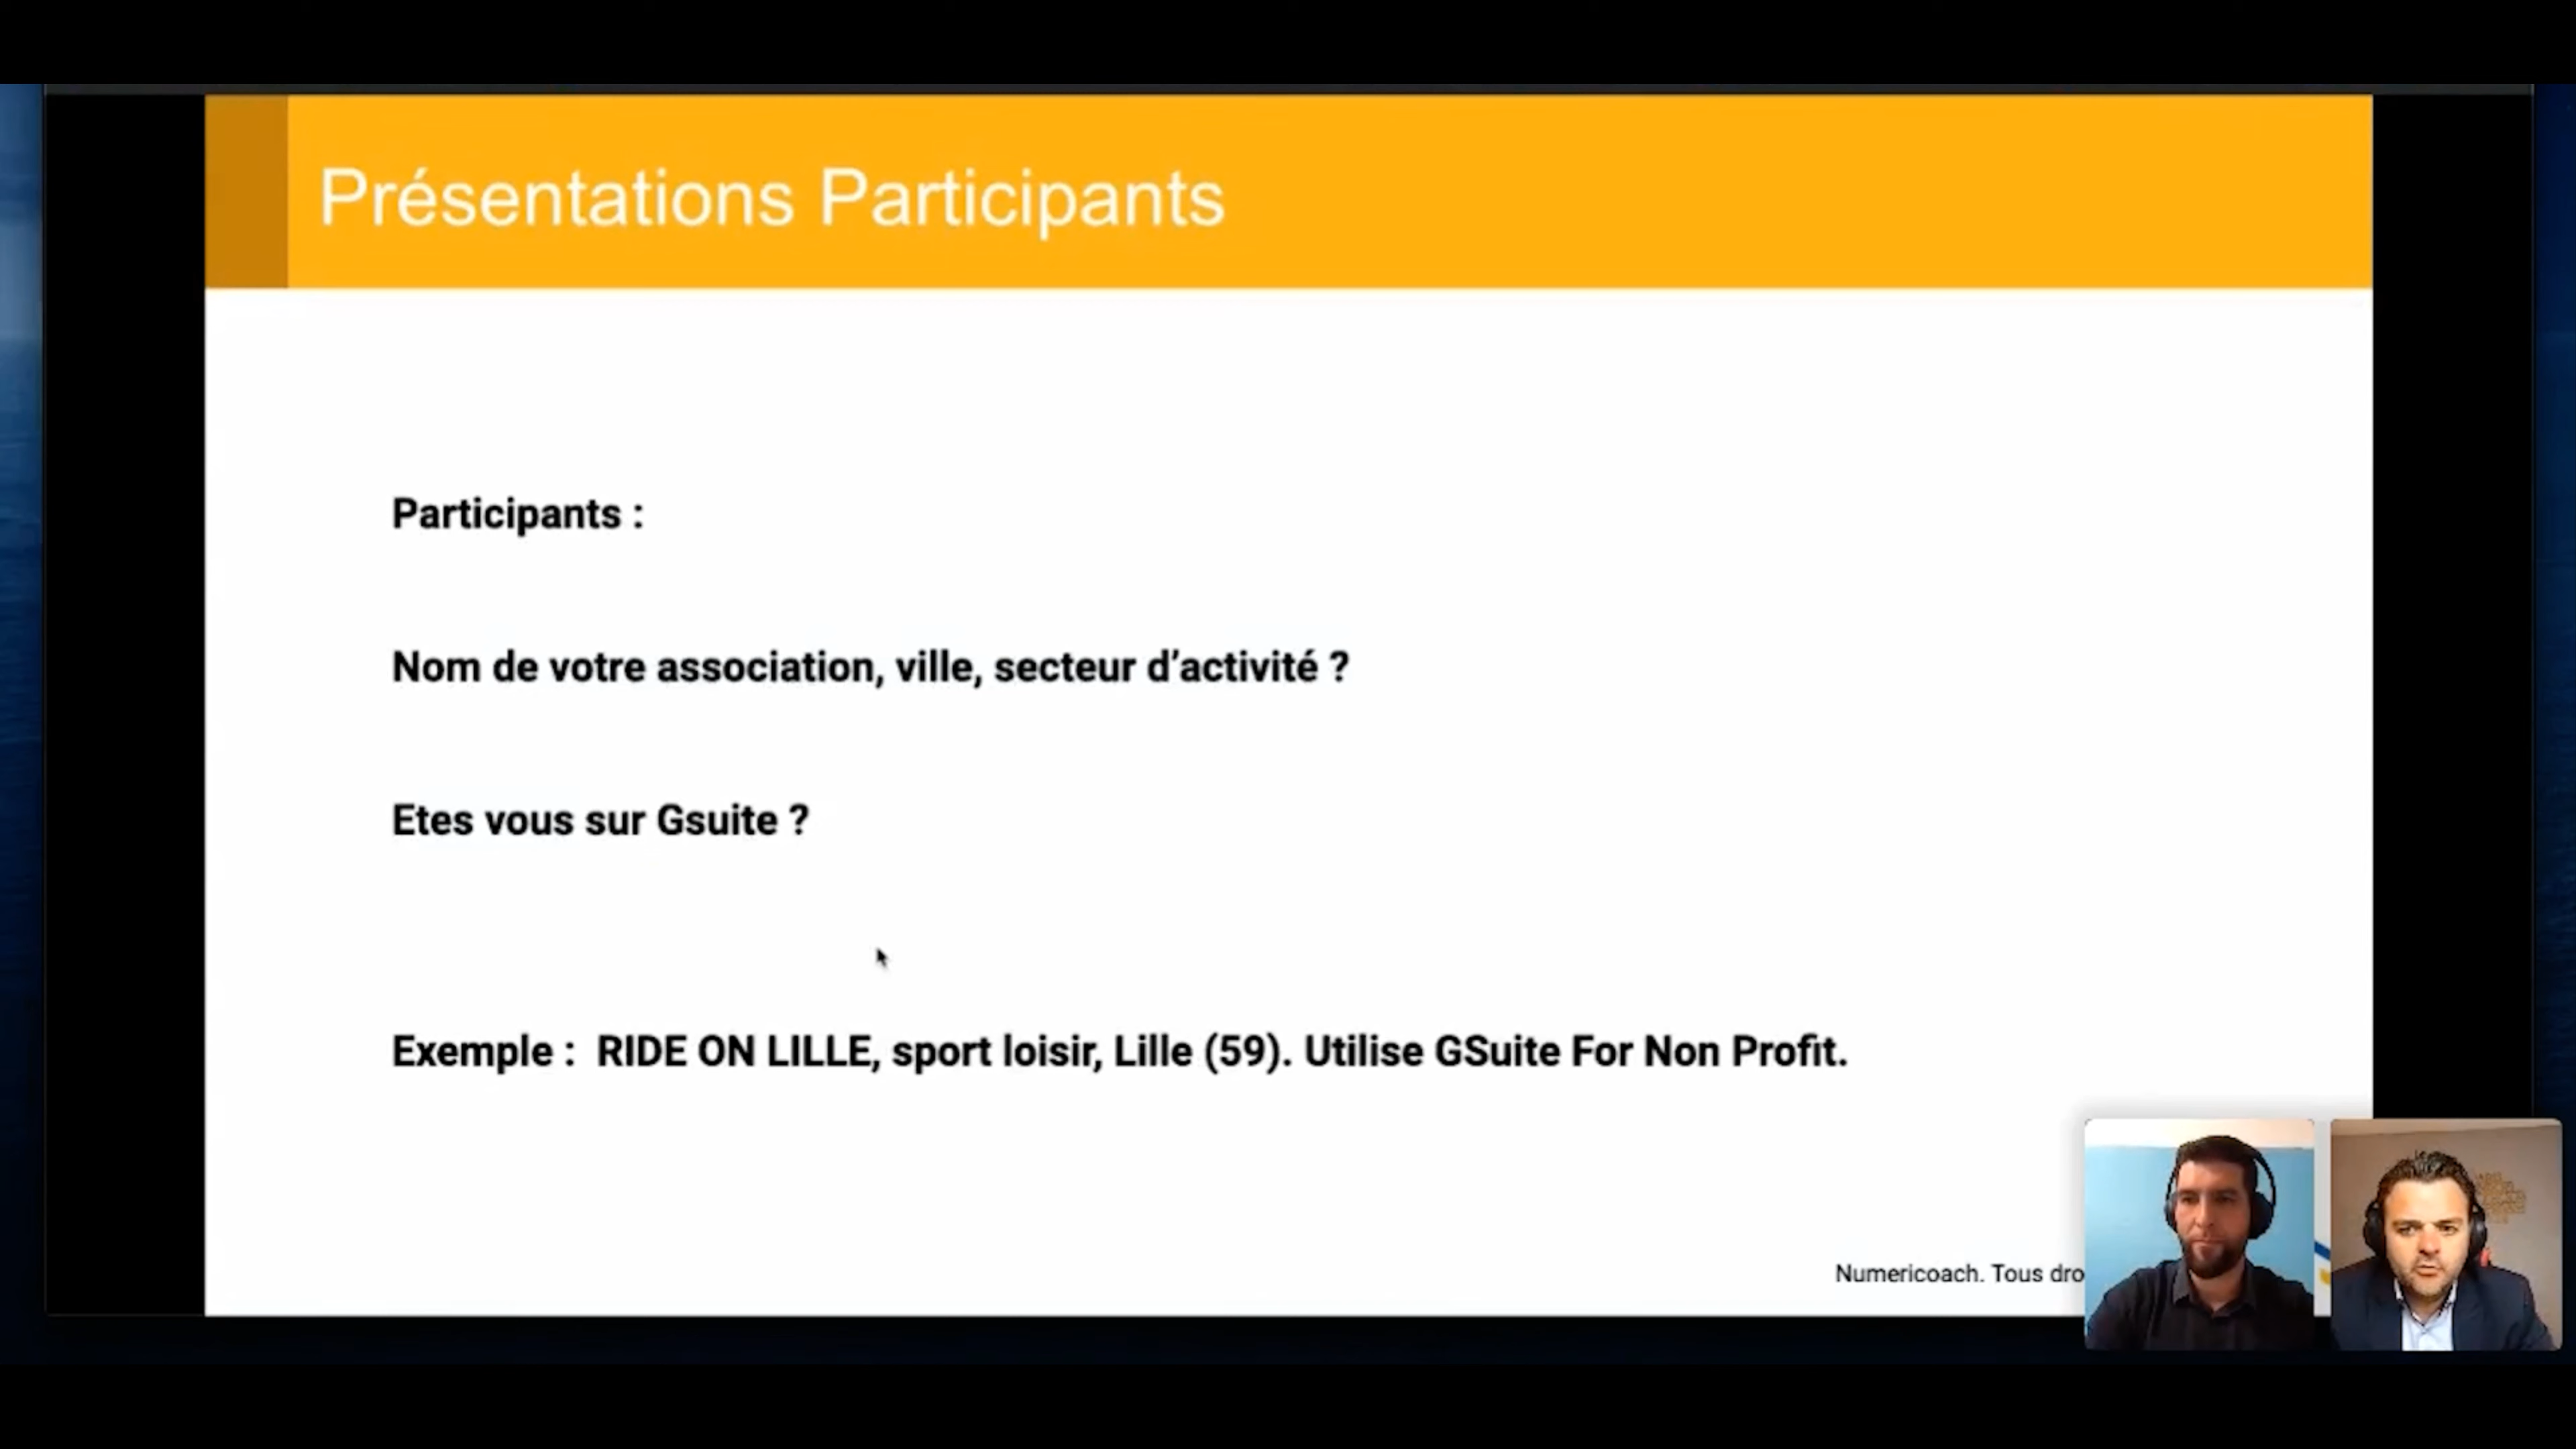 Présentations Participants
Participants :
Nom de votre association, ville, secteur d’activité ?
Etes vous sur Gsuite ?
Exemple :  RIDE ON LILLE, sport loisir, Lille (59). Utilise GSuite For Non Profit.
Numericoach. Tous